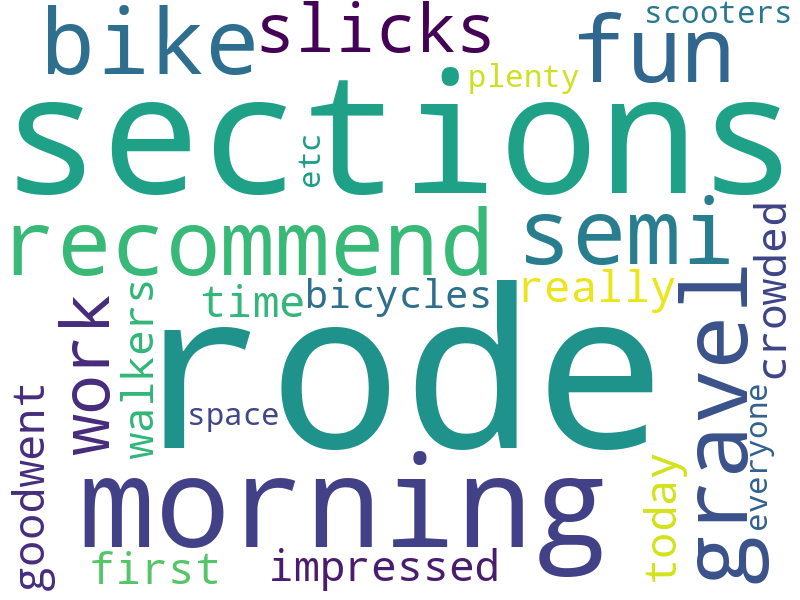 scooters
bike
slicks
fun
plenty
sections
etc
recommend
semi
crowded
time
bicycles
really
work
walkers
rode
gravel
space
everyone
goodwent
morning
today
first
impressed